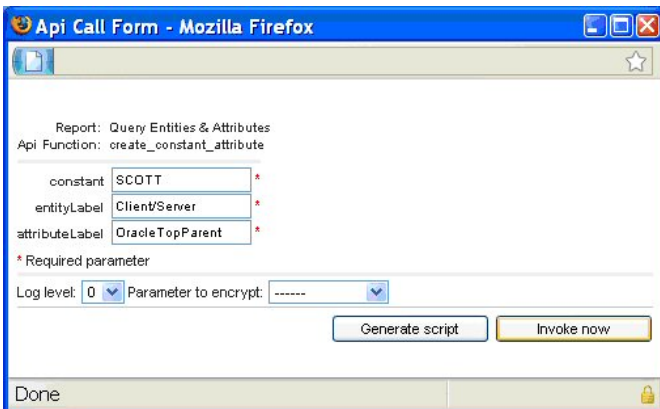 Api Call Form - Mozilla Firefox
Report: Query Entities & Attributes
Api Function: create_constant_attribute
constant SCOTT *
entityLabel Client/Server *
attributeLabel OracleTopParent *
* Required parameter
Log level: 0 Parameter to encrypt: ------
Generate script Invoke now
Done